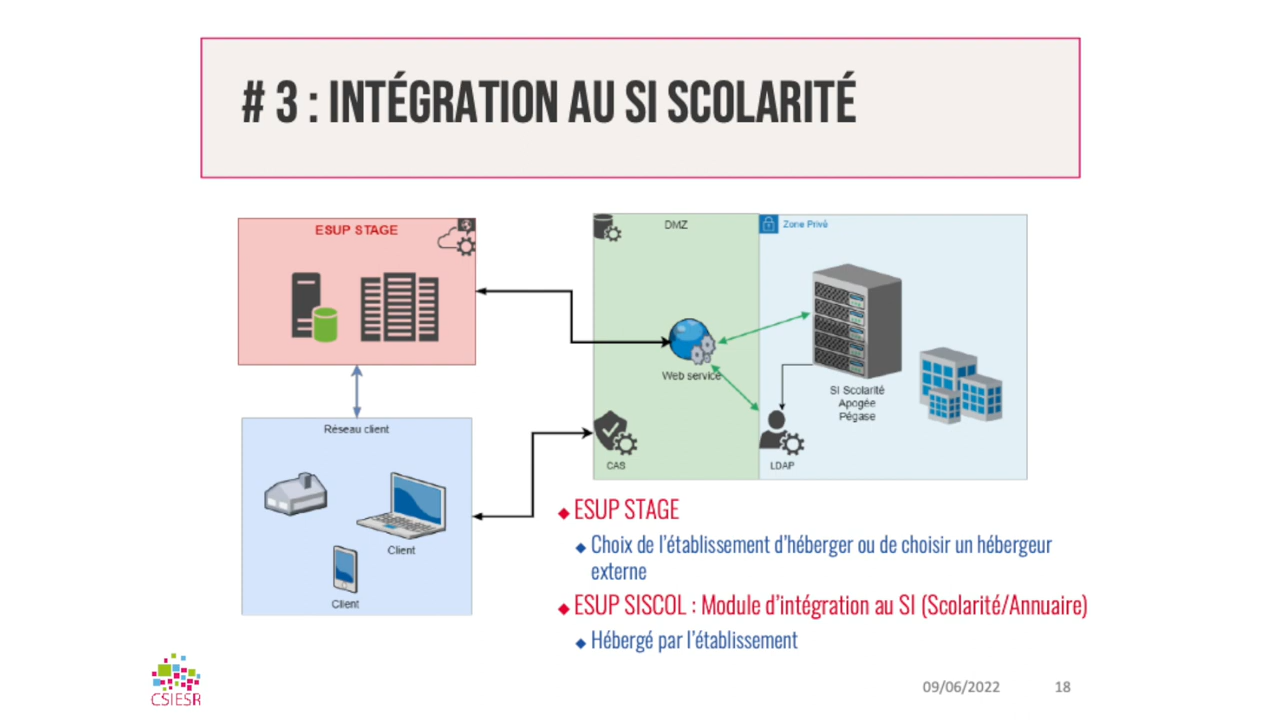 # 3 : INTÉGRATION AU SI SCOLARITÉ
ESUP STAGE
DMZ
Zone Privé
Web service
SI Scolarité
Apogée
Pégase
CAS
LDAP
Réseau client
Client
Client
ESUP STAGE
Choix de l'établissement d'héberger ou de choisir un hébergeur
externe
ESUP SISCOL : Module d'intégration au SI (Scolarité/Annuaire)
Hébergé par l'établissement
CSIESR
09/06/2022
18